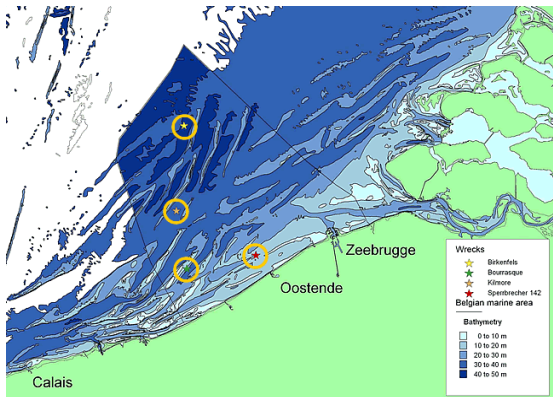 Zeebrugge
Oostende
Calais
Wrecks
Birkenfels
Bourrasque
Kilmore
Sperrbrecher 142
Belgian marine area
Bathymetry
0 to 10 m
10 to 20 m
20 to 30 m
30 to 40 m
40 to 50 m